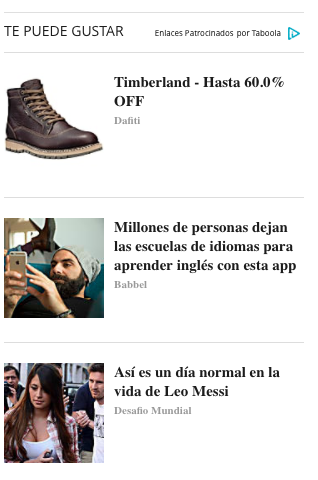 TE PUEDE GUSTAR
Enlaces Patrocinados por Taboola
Timberland - Hasta 60.0%
OFF
Dafiti
Millones de personas dejan
las escuelas de idiomas para
aprender inglés con esta app
Babbel
Así es un día normal en la
vida de Leo Messi
Desafio Mundial